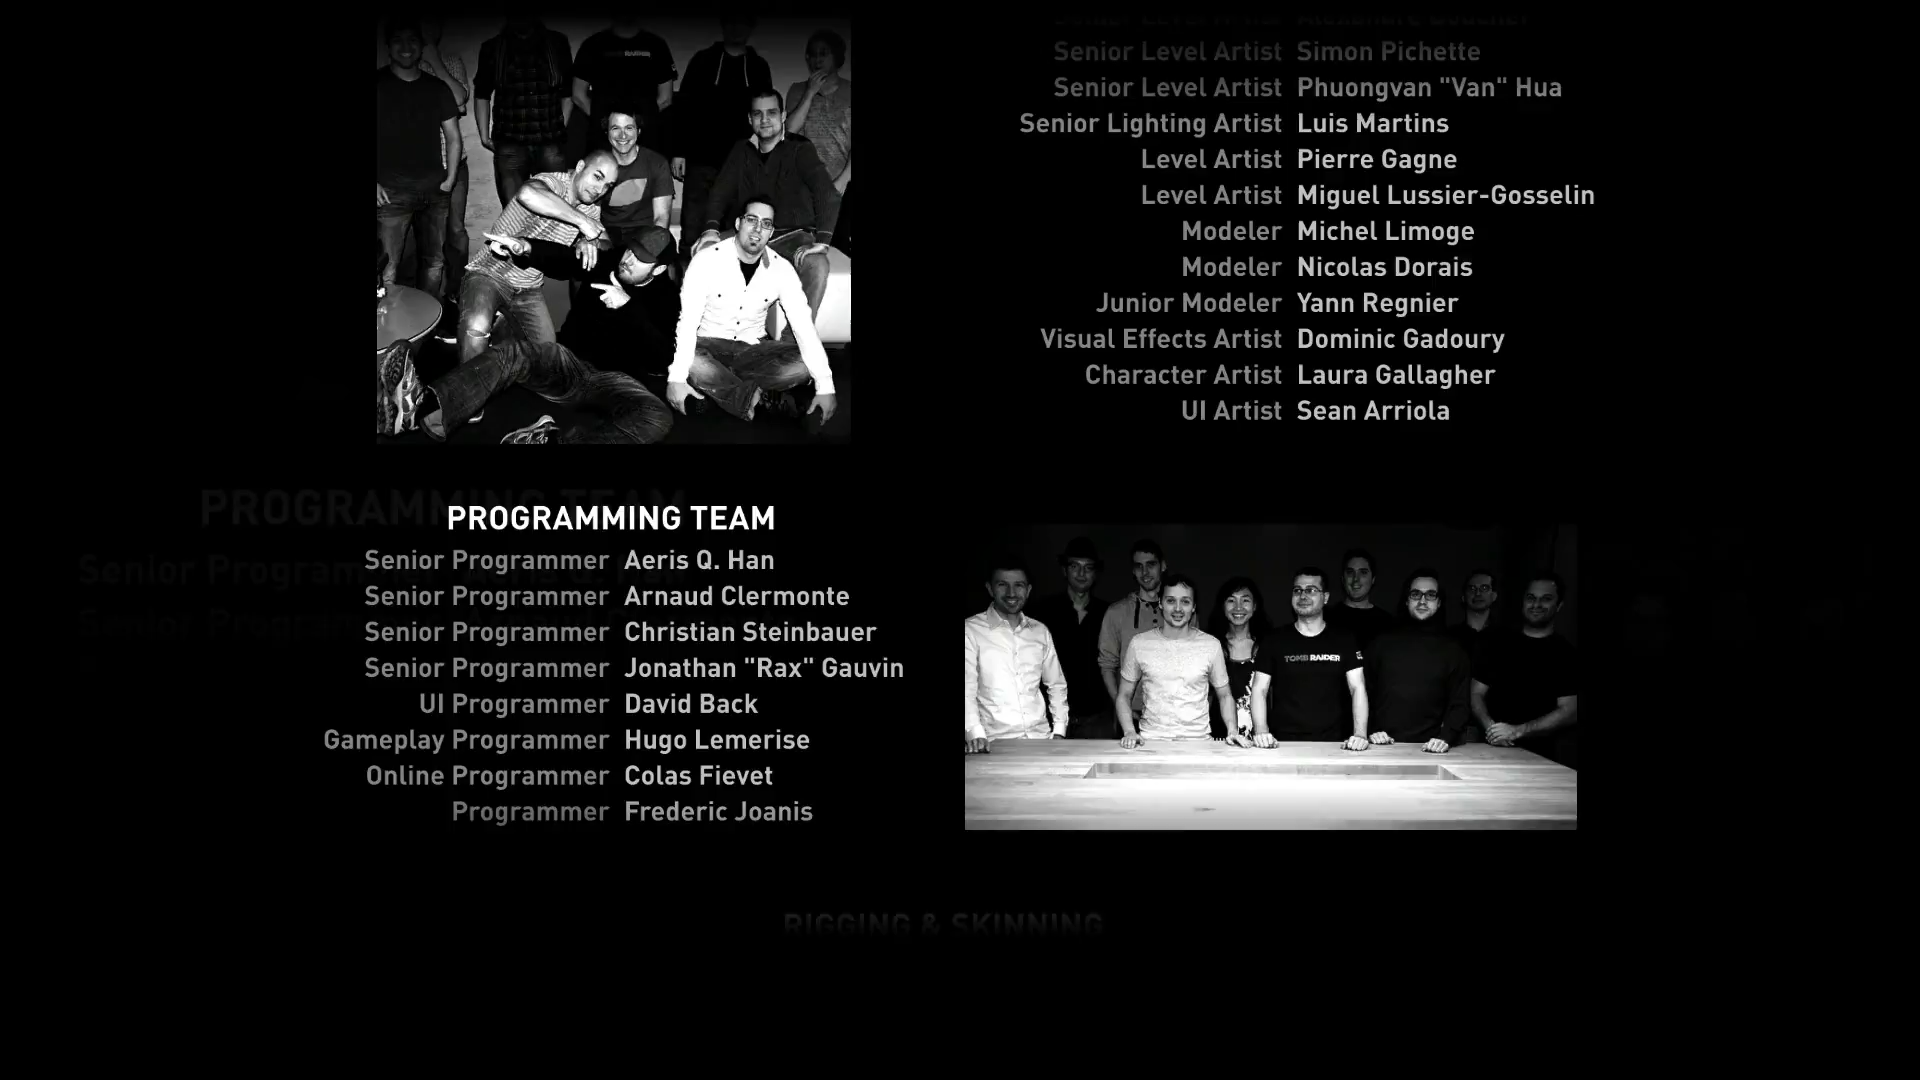 Senior Level Artist Simon Pichette
Senior Level Artist Phuongvan "Van" Hua
Senior Lighting Artist Luis Martins
Level Artist Pierre Gagne
Level Artist Miguel Lussier-Gosselin
Modeler Michel Limoge
Modeler Nicolas Dorais
Junior Modeler Yann Regnier
Visual Effects Artist Dominic Gadoury
Character Artist Laura Gallagher
UI Artist Sean Arriola
PROGRAMMING TEAM
Senior Programmer Aeris Q. Han
Senior Programmer Arnaud Clermonte
Senior Programmer Christian Steinbauer
Senior Programmer Jonathan "Rax" Gauvin
UI Programmer David Back
Gameplay Programmer Hugo Lemerise
Online Programmer Colas Fievet
Programmer Frederic Joanis
TOMB RAIDER
RIGGING & SKINNING